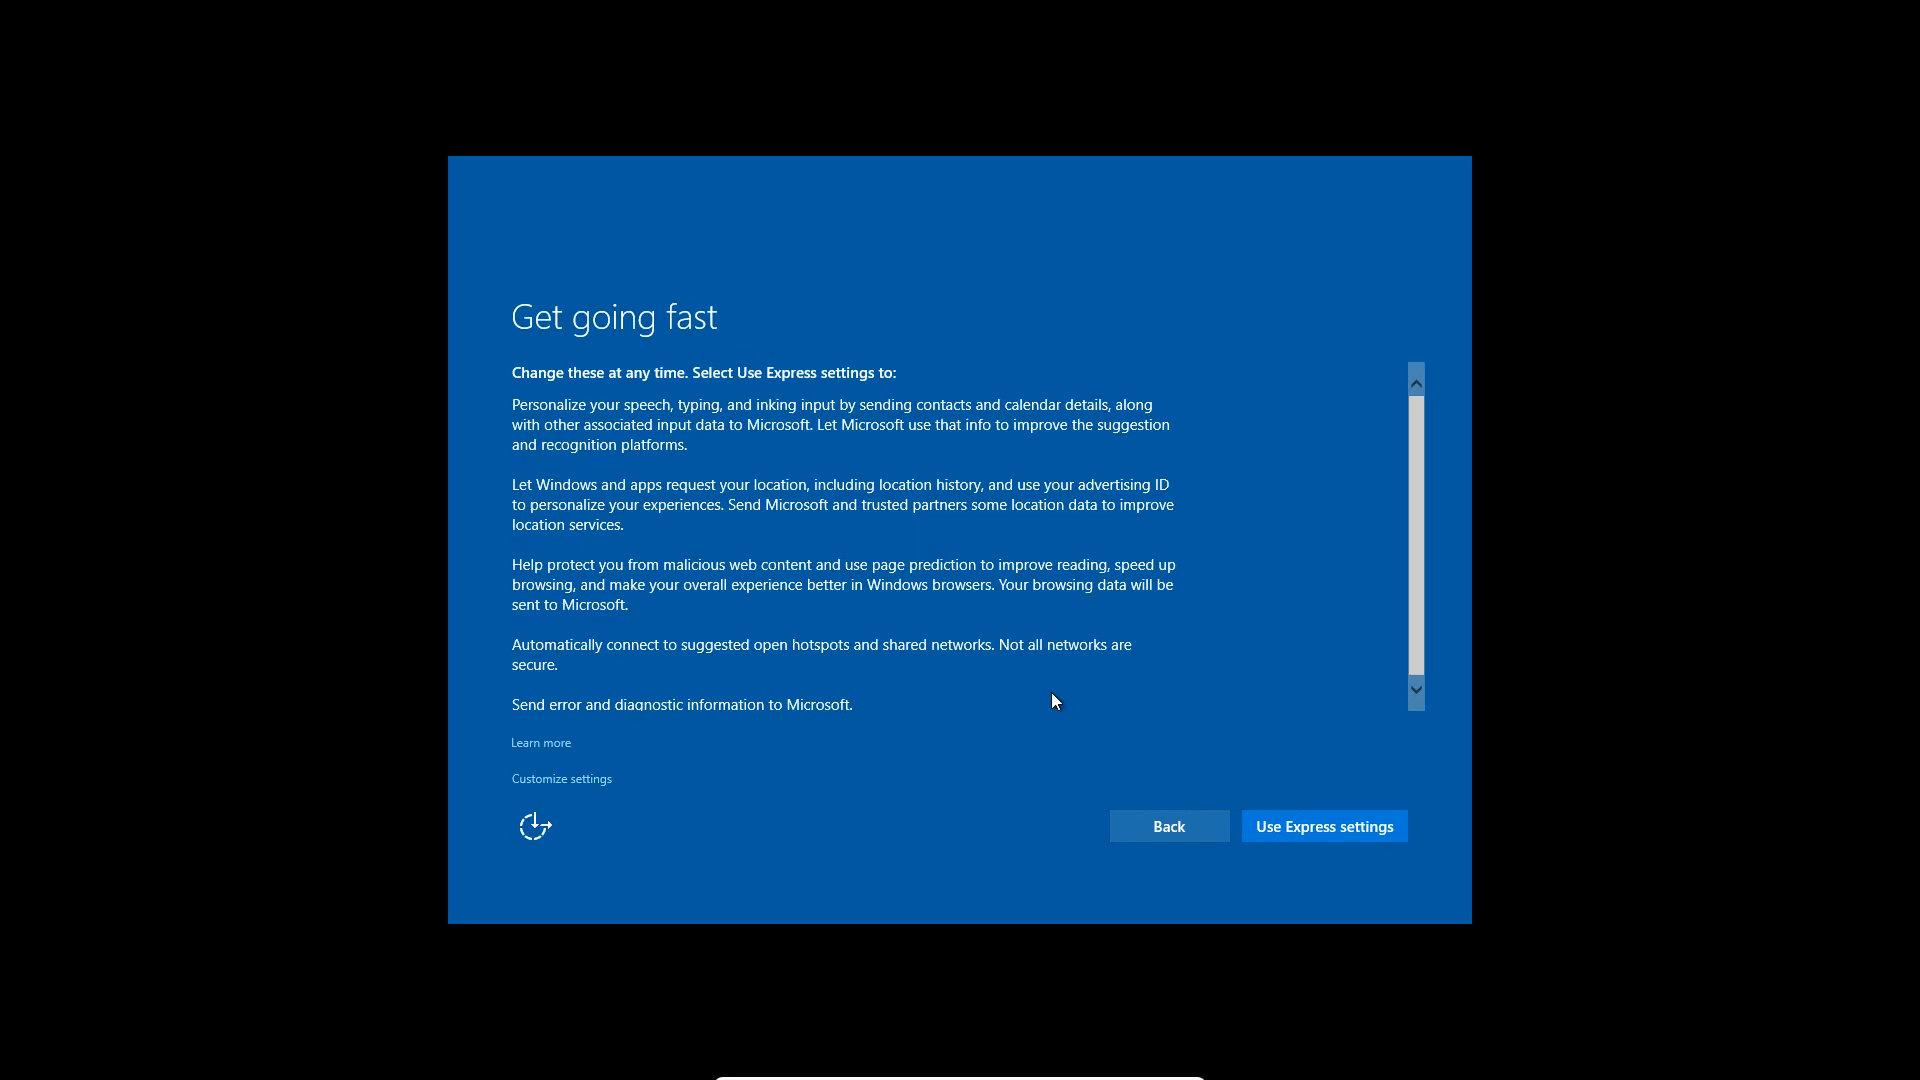 Get going fast
Change these at any time. Select Use Express settings to:
Personalize your speech, typing, and inking input by sending contacts and calendar details, along
with other associated input data to Microsoft. Let Microsoft use that info to improve the suggestion
and recognition platforms.
Let Windows and apps request your location, including location history, and use your advertising ID
to personalize your experiences. Send Microsoft and trusted partners some location data to improve
location services.
Help protect you from malicious web content and use page prediction to improve reading, speed up
browsing, and make your overall experience better in Windows browsers. Your browsing data will be
sent to Microsoft.
Automatically connect to suggested open hotspots and shared networks. Not all networks are
secure.
Send error and diagnostic information to Microsoft.
Learn more
Customize settings
Back
Use Express settings